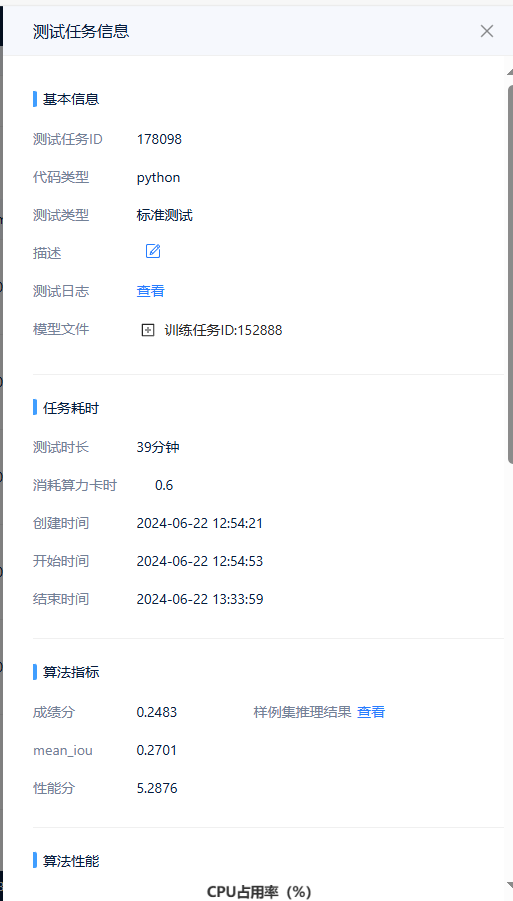 测试任务信息
基本信息
测试任务ID 178098
代码类型 python
测试类型 标准测试
描述
测试日志 查看
模型文件 训练任务ID:152888
任务耗时
测试时长 39分钟
消耗算力卡时 0.6
创建时间 2024-06-22 12:54:21
开始时间 2024-06-22 12:54:53
结束时间 2024-06-22 13:33:59
算法指标
成绩分 0.2483 样例集推理结果 查看
mean_iou 0.2701
性能分 5.2876
算法性能
CPU占用率（%）